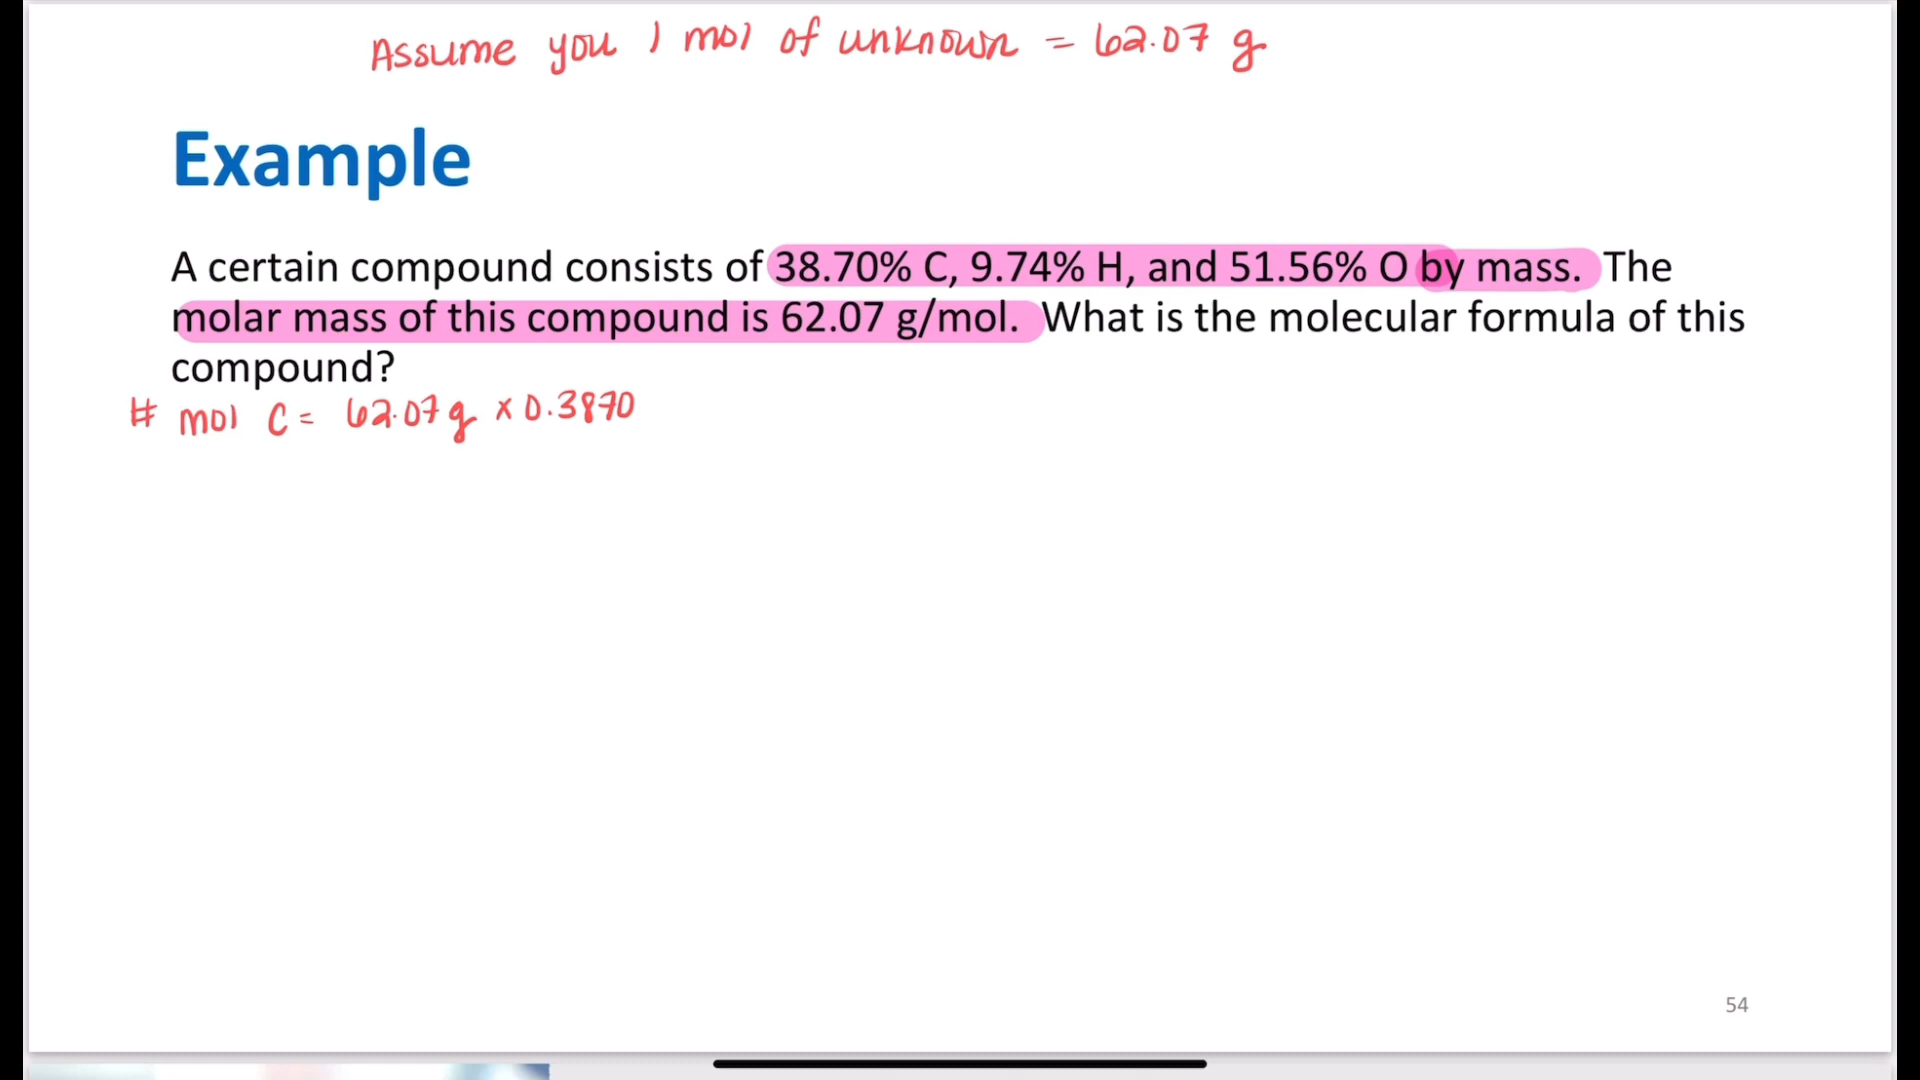 Assume you 1 mol of unknown = 62.07 g
Example
A certain compound consists of 38.70% C, 9.74% H, and 51.56% O by mass. The
molar mass of this compound is 62.07 g/mol. What is the molecular formula of this
compound?
# mol C = 62.07 g x 0.3870
54